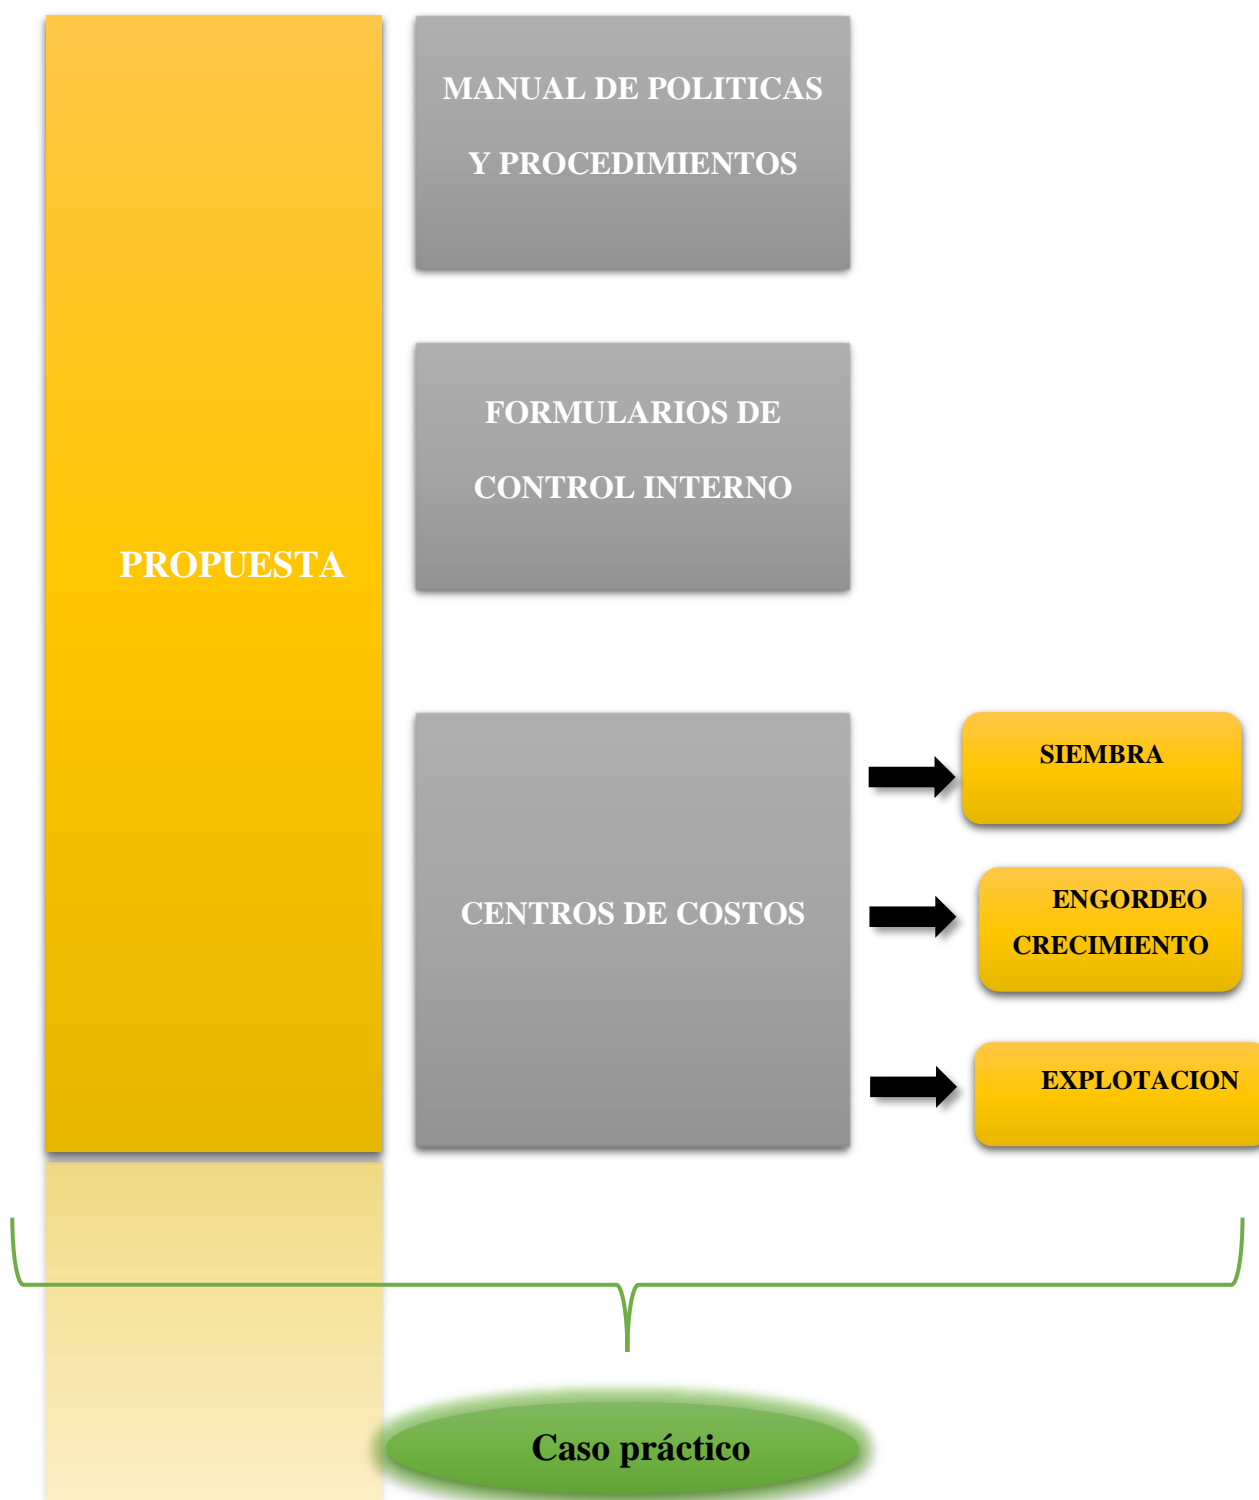 PROPUESTA
MANUAL DE POLITICAS
Y PROCEDIMIENTOS
FORMULARIOS DE
CONTROL INTERNO
CENTROS DE COSTOS
SIEMBRA
ENGORDEO
CRECIMIENTO
EXPLOTACION
Caso práctico